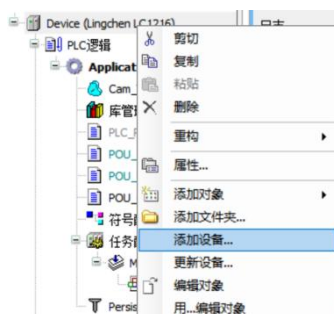 Device (Lingchen LC1216)
日志
PLC逻辑
Applicat
Cam_
库管
PLC_
POU_
POU_
POU_
符号
任务
M
Persis
剪切
复制
粘贴
删除
重构
属性...
添加对象
添加文件夹...
添加设备...
更新设备...
编辑对象
用...编辑对象